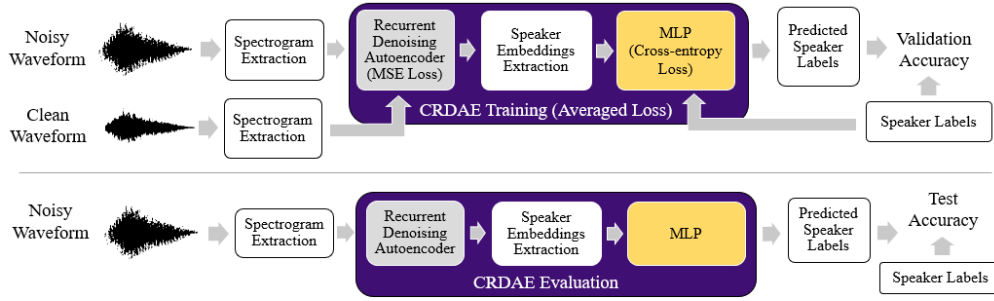 Noisy
Waveform
Spectrogram
Extraction
Recurrent
Denoising
Autoencoder
(MSE Loss)
Speaker
Embeddings
Extraction
MLP
(Cross-entropy
Loss)
Predicted
Speaker
Labels
Validation
Accuracy
Clean
Waveform
Spectrogram
Extraction
CRDAE Training (Averaged Loss)
Speaker Labels
Noisy
Waveform
Spectrogram
Extraction
Recurrent
Denoising
Autoencoder
Speaker
Embeddings
Extraction
MLP
Predicted
Speaker
Labels
Test
Accuracy
CRDAE Evaluation
Speaker Labels